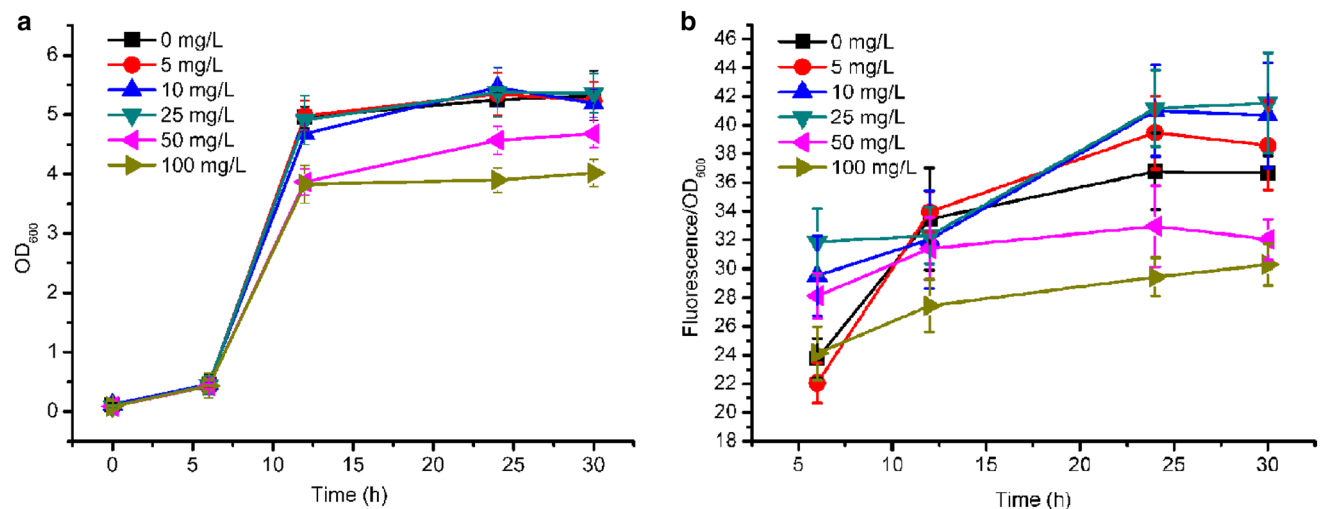 a
0 mg/L
5 mg/L
10 mg/L
25 mg/L
50 mg/L
100 mg/L
6
5
4
3
2
1
0
OD600
0 5 10 15 20 25 30
Time (h)
b
0 mg/L
5 mg/L
10 mg/L
25 mg/L
50 mg/L
100 mg/L
46
44
42
40
38
36
34
32
30
28
26
24
22
20
18
Fluorescence/OD600
5 10 15 20 25 30
Time (h)